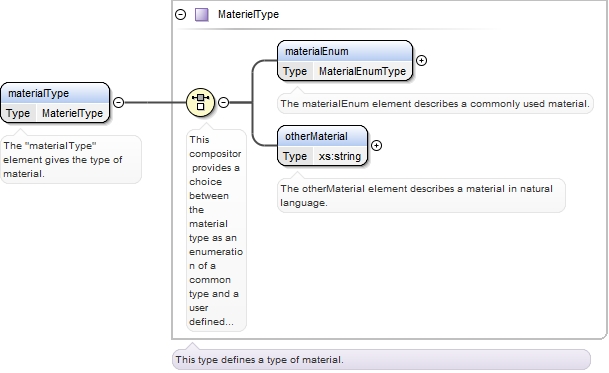 MaterielType
materialEnum
Type MaterialEnumType
The materialEnum element describes a commonly used material.
materialType
Type MaterielType
The "materialType"
element gives the type of
material.
otherMaterial
Type xs:string
The otherMaterial element describes a material in natural
language.
This
compositor
provides a
choice
between
the
material
type as an
enumeratio
n of a
common
type and a
user
defined...
This type defines a type of material.